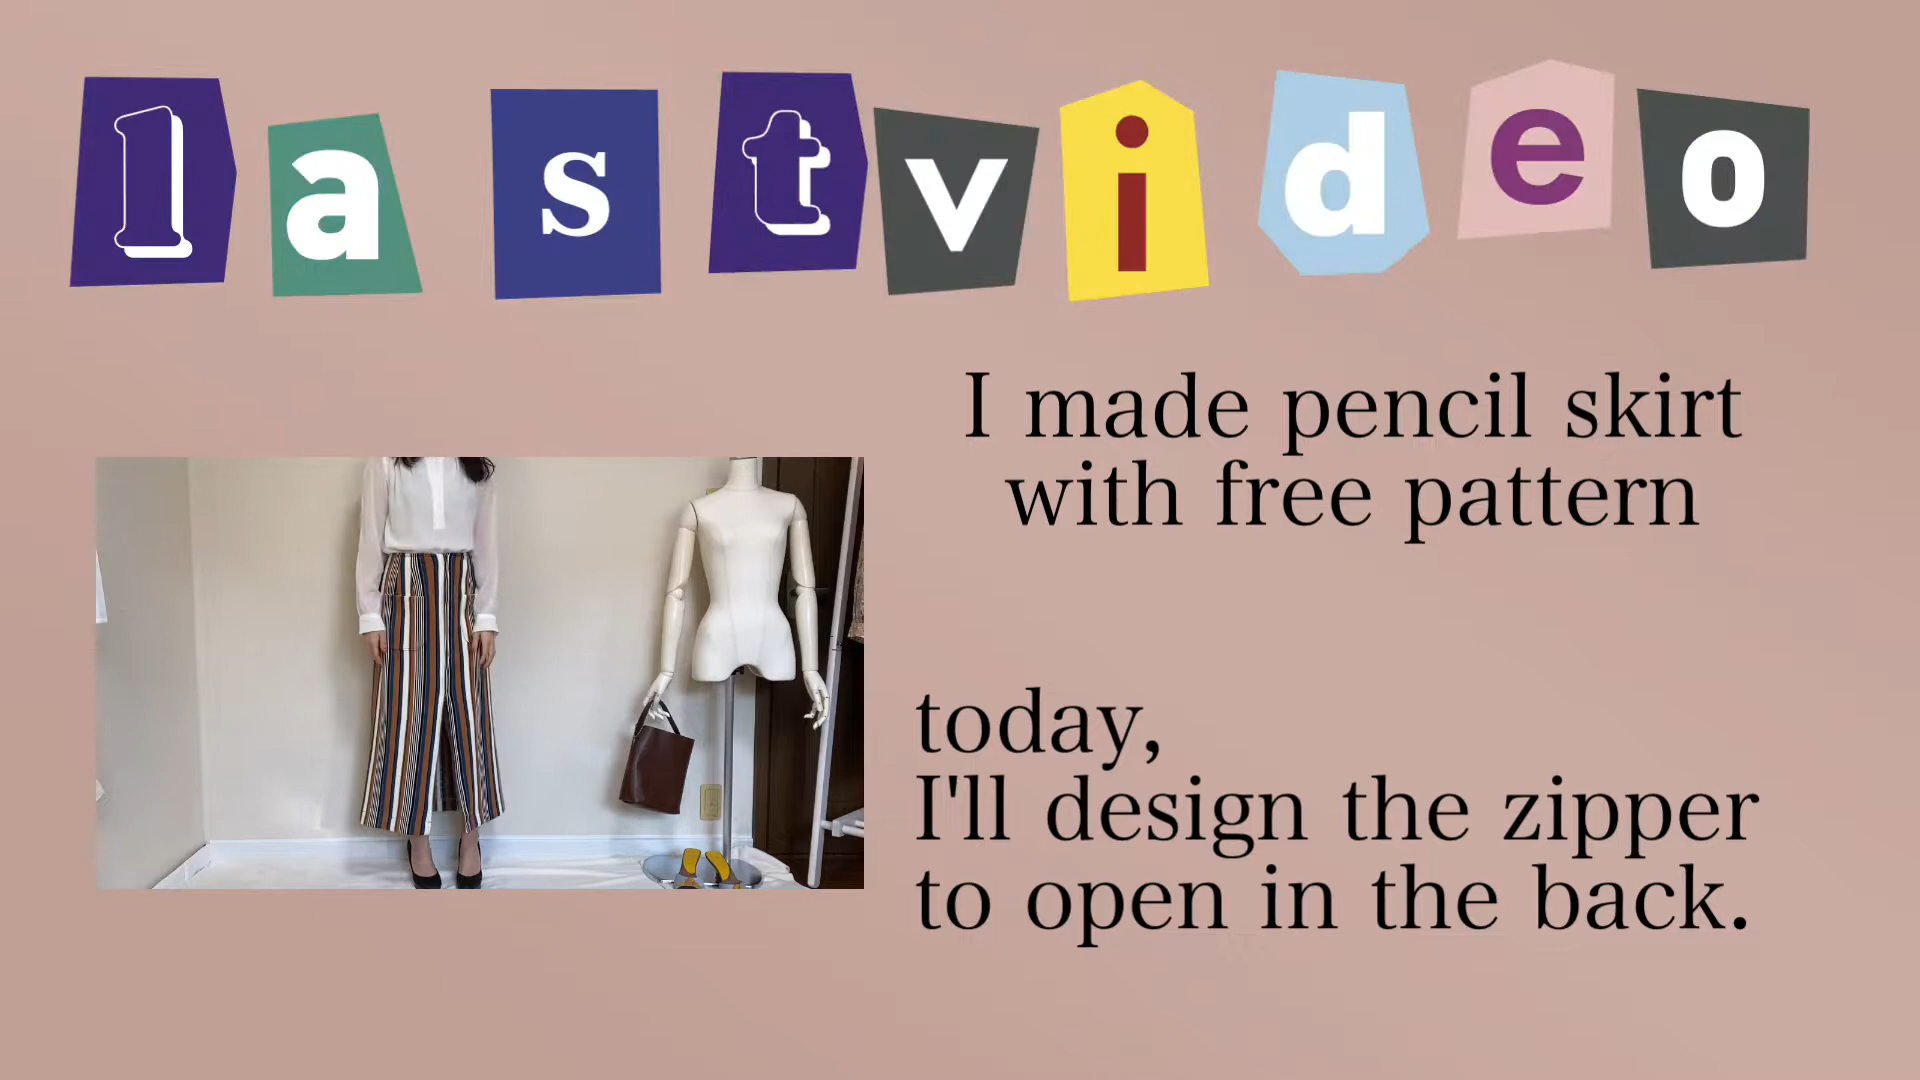 last video
I made pencil skirt
with free pattern
today,
I'll design the zipper
to open in the back.